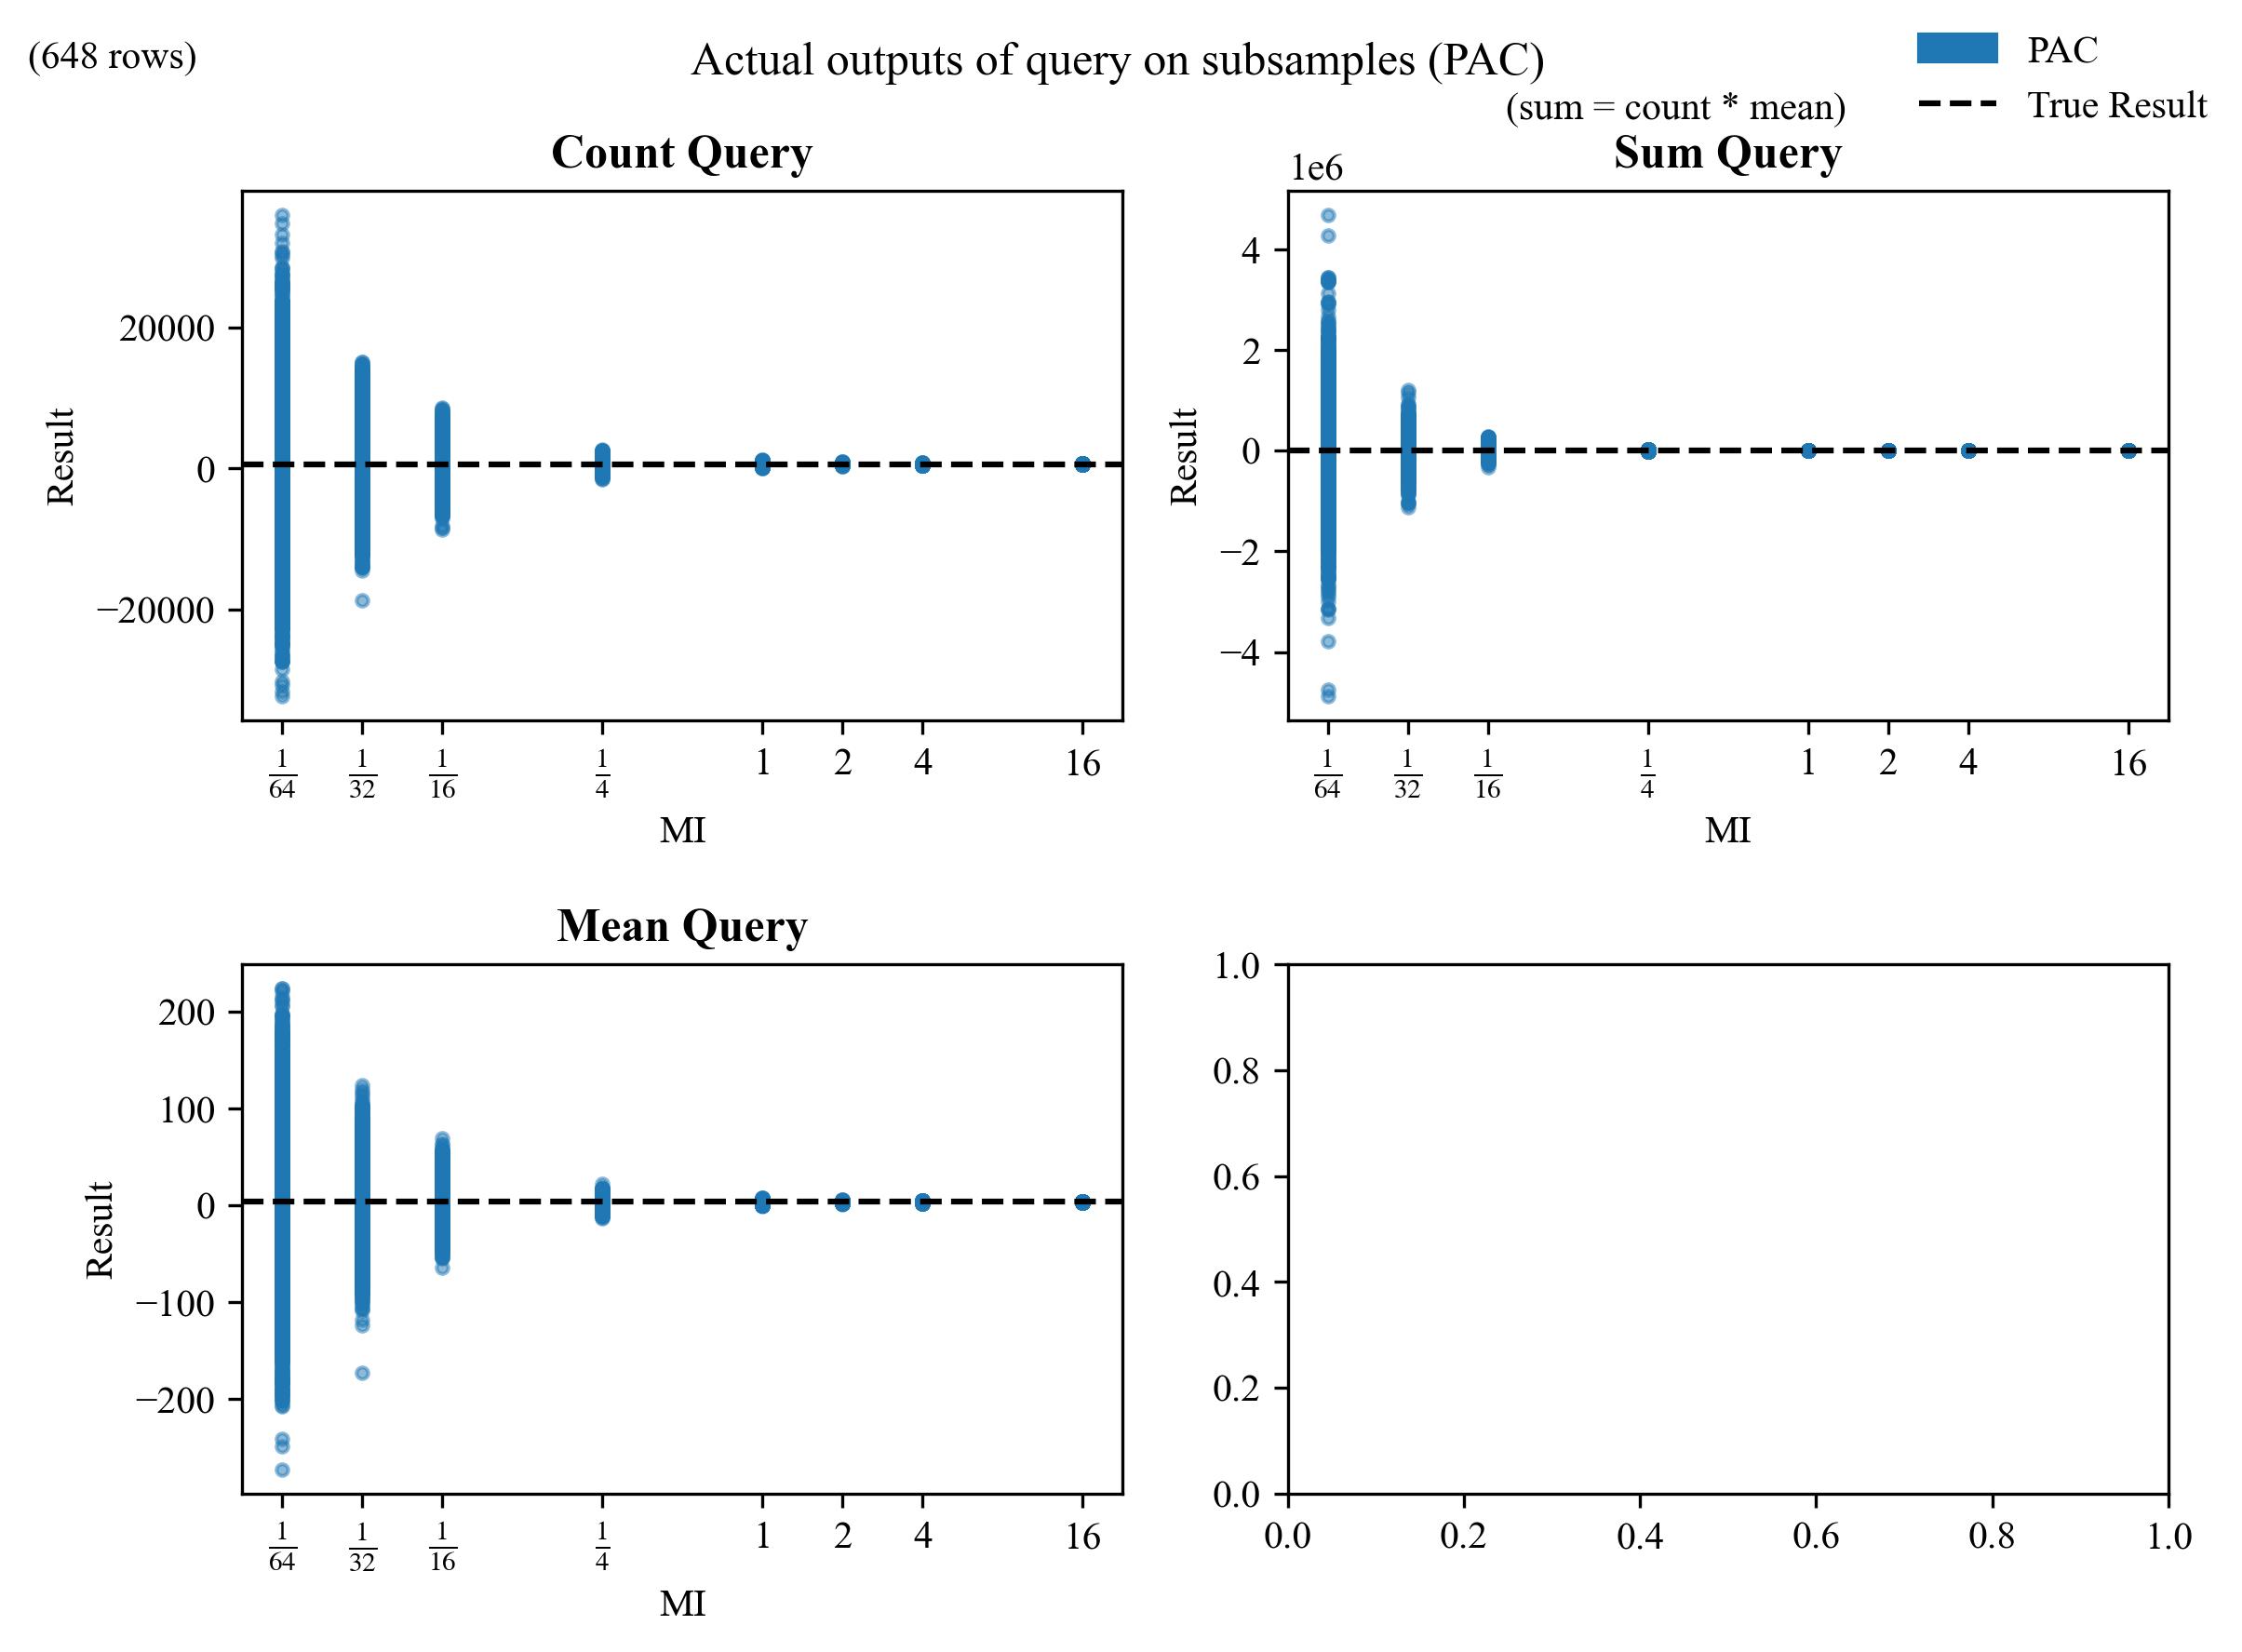 (648 rows)
Actual outputs of query on subsamples (PAC)
PAC
True Result
(sum = count * mean)
Count Query
20000
0
−20000
Result
1/64 1/32 1/16 1/4 1 2 4 16
MI
Sum Query
1e6
4
2
0
−2
−4
Result
1/64 1/32 1/16 1/4 1 2 4 16
MI
Mean Query
200
100
0
−100
−200
Result
1/64 1/32 1/16 1/4 1 2 4 16
MI
1.0
0.8
0.6
0.4
0.2
0.0
0.0 0.2 0.4 0.6 0.8 1.0